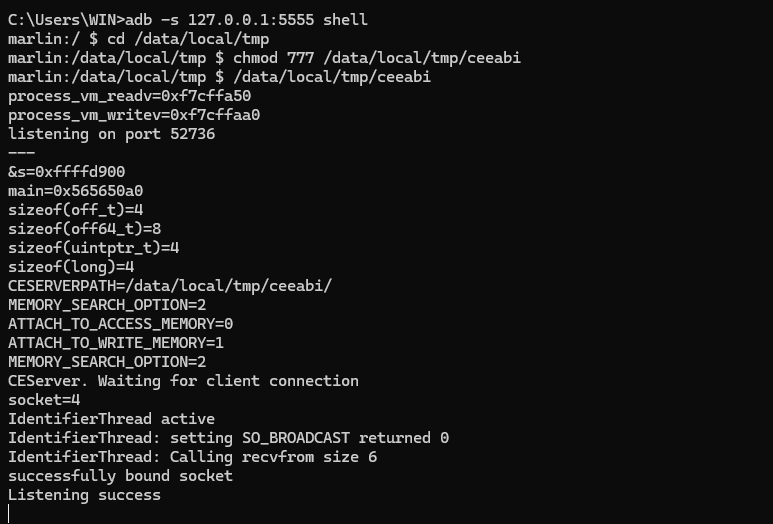 C:\Users\WIN>adb -s 127.0.0.1:5555 shell
marlin:/ $ cd /data/local/tmp
marlin:/data/local/tmp $ chmod 777 /data/local/tmp/ceeabi
marlin:/data/local/tmp $ /data/local/tmp/ceeabi
process_vm_readv=0xf7cffa50
process_vm_writev=0xf7cffaa0
listening on port 52736
---
&s=0xffffd900
main=0x565650a0
sizeof(off_t)=4
sizeof(off64_t)=8
sizeof(uintptr_t)=4
sizeof(long)=4
CESERVERPATH=/data/local/tmp/ceeabi/
MEMORY_SEARCH_OPTION=2
ATTACH_TO_ACCESS_MEMORY=0
ATTACH_TO_WRITE_MEMORY=1
MEMORY_SEARCH_OPTION=2
CEServer. Waiting for client connection
socket=4
IdentifierThread active
IdentifierThread: setting SO_BROADCAST returned 0
IdentifierThread: Calling recvfrom size 6
successfully bound socket
Listening success